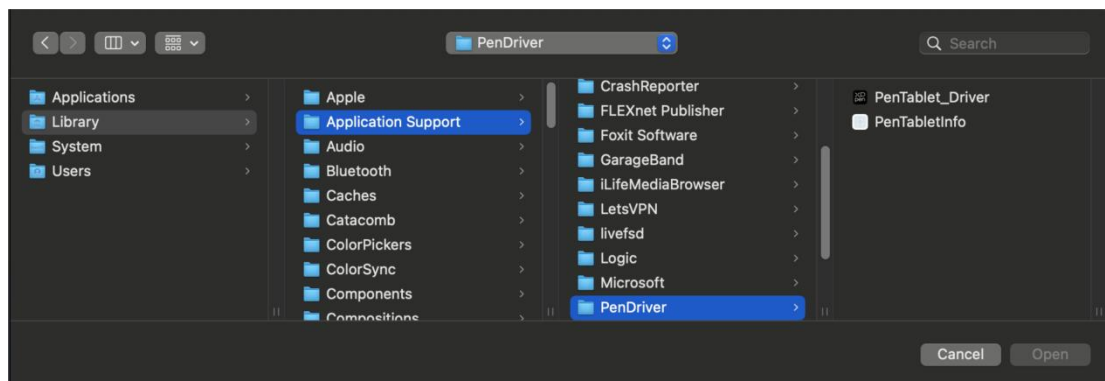 PenDriver
Search
Applications
Library
System
Users
Apple
Application Support
Audio
Bluetooth
Caches
Catacomb
ColorPickers
ColorSync
Components
Compositions
CrashReporter
FLEXnet Publisher
Foxit Software
GarageBand
iLifeMediaBrowser
LetsVPN
livefsd
Logic
Microsoft
PenDriver
PenTablet_Driver
PenTabletInfo
Cancel
Open